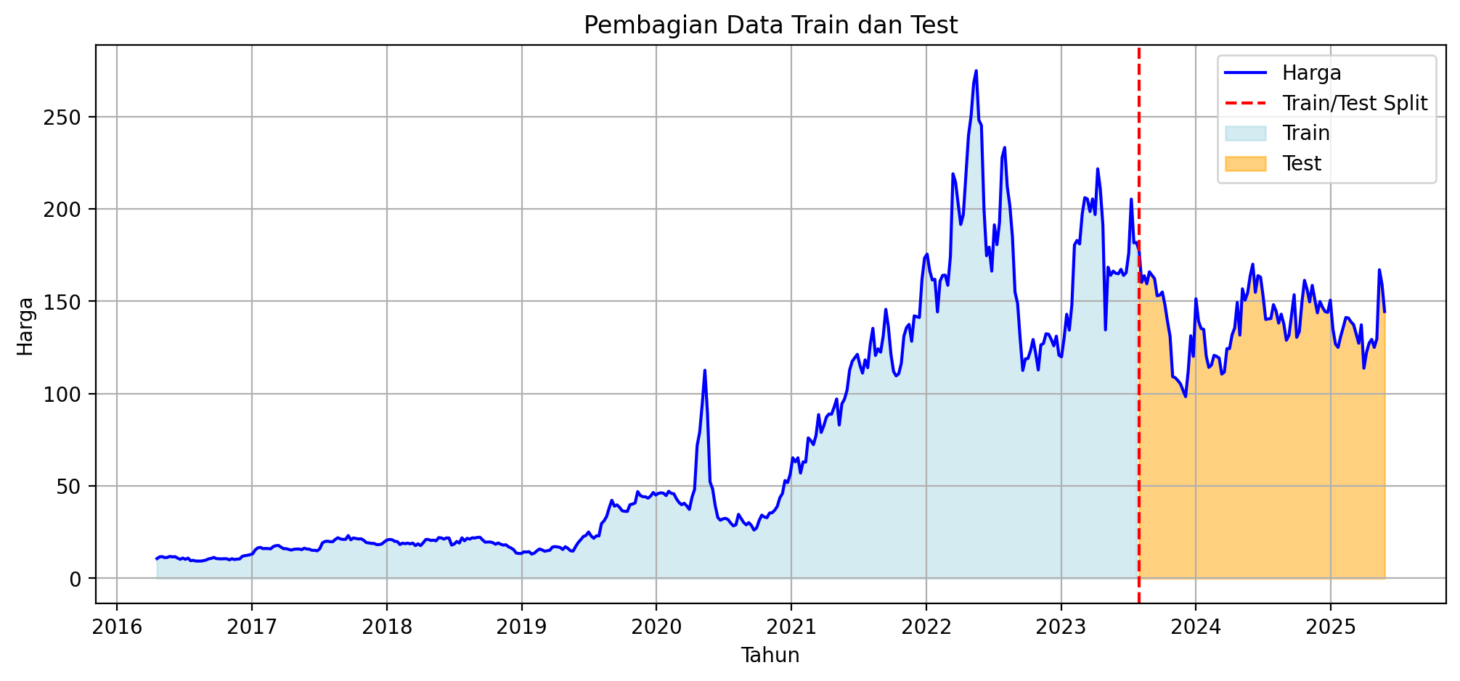 Pembagian Data Train dan Test
Harga
Train/Test Split
Train
Test
Harga
250
200
150
100
50
0
2016 2017 2018 2019 2020 2021 2022 2023 2024 2025
Tahun